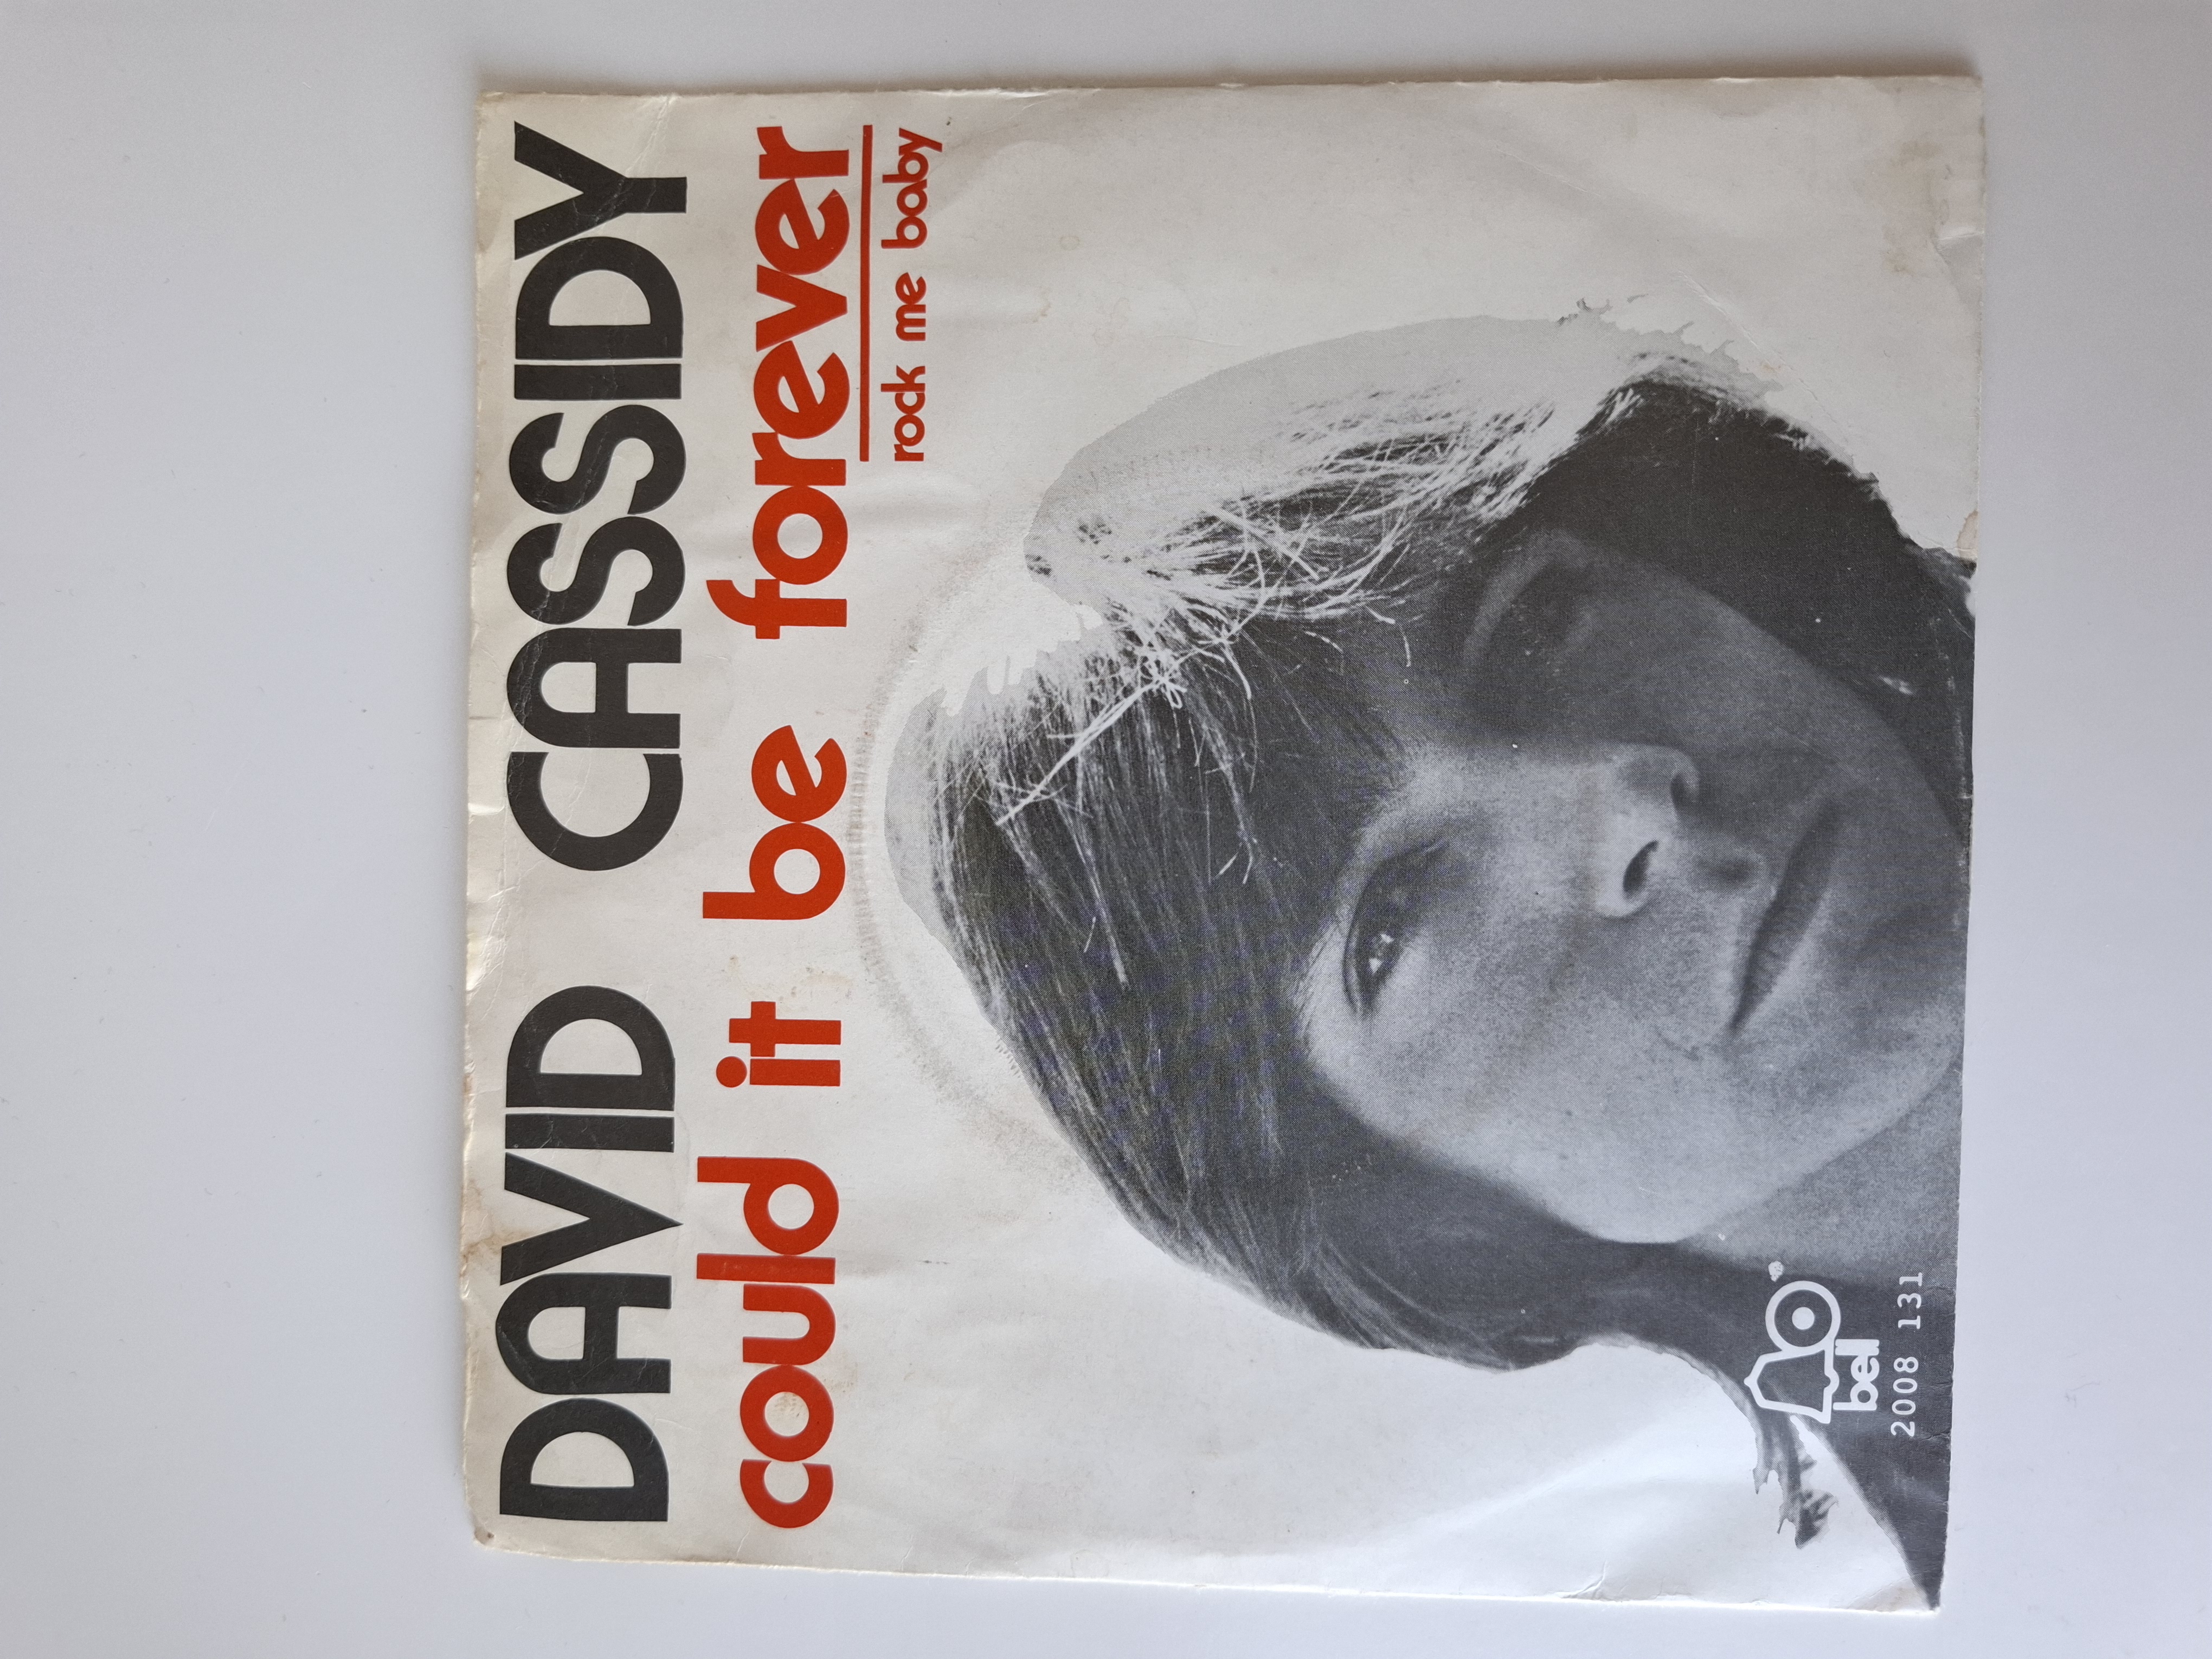 DAVID CASSIDY
could it be forever
rock me baby
bell
2008 131